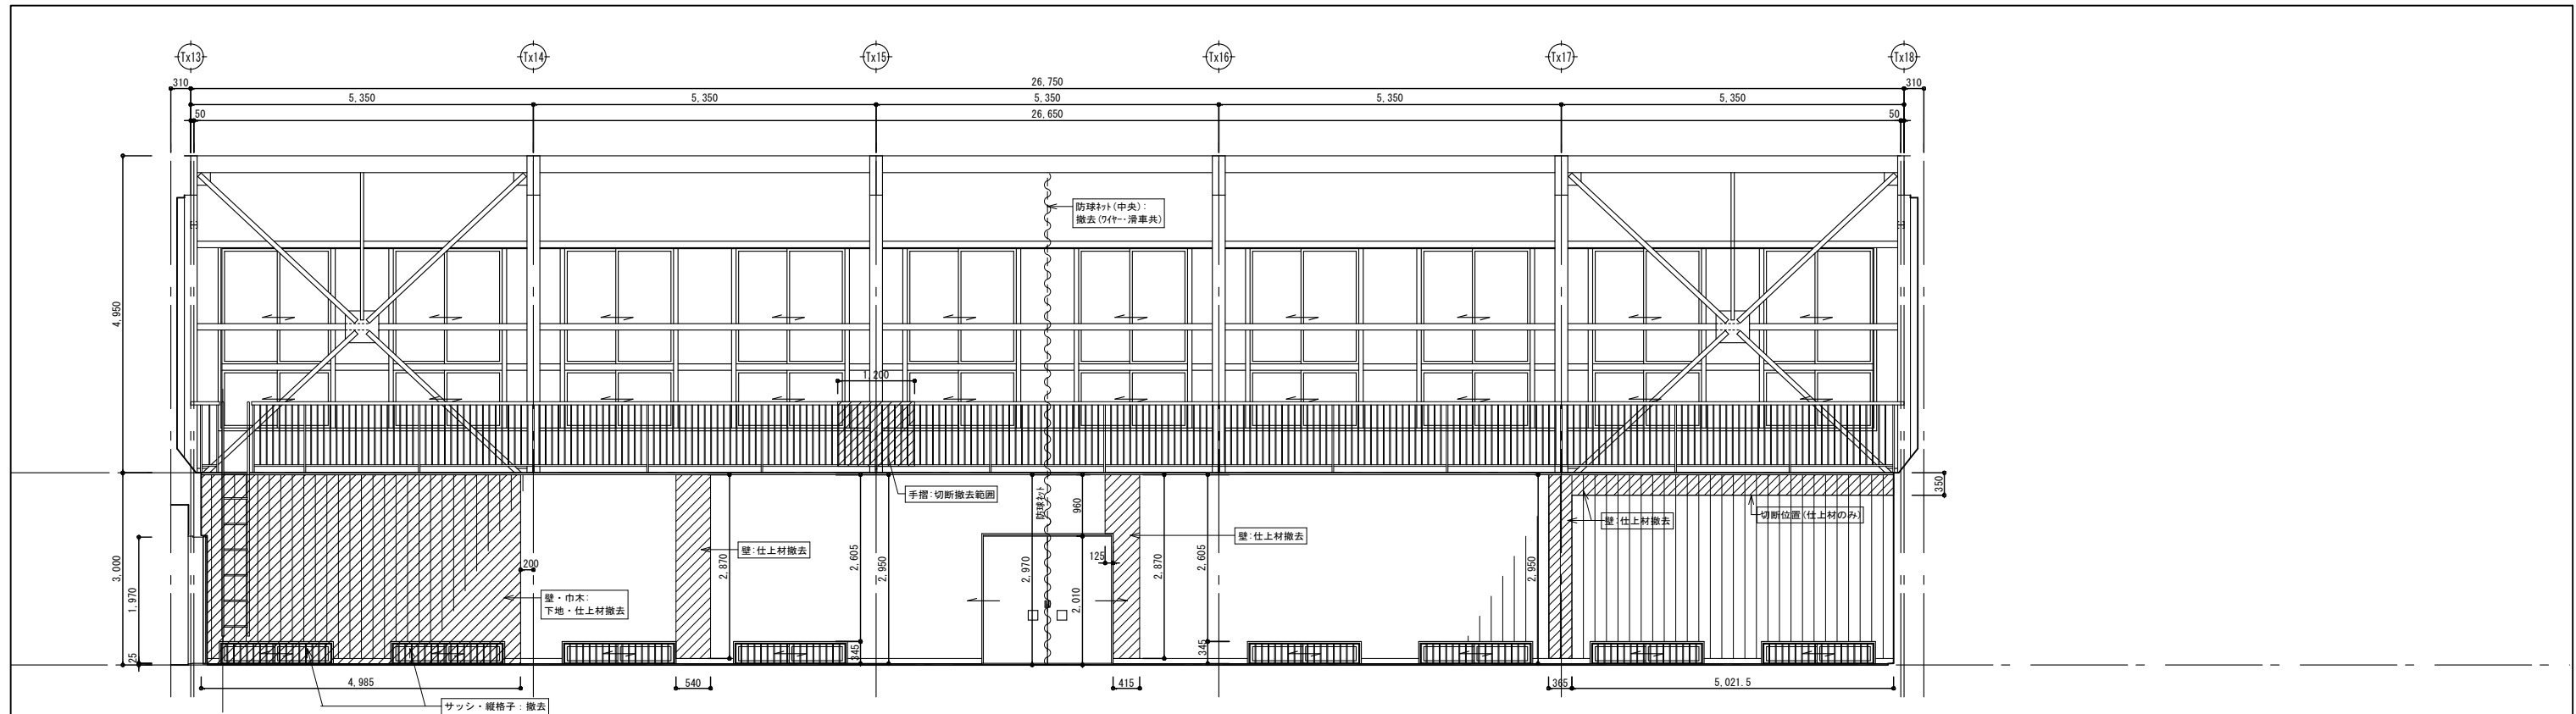 Tx13 Tx14 Tx15 Tx16 Tx17 Tx18
310 26,750 310
5,350 5,350 5,350 5,350 5,350
50 26,650 50
防球ネット(中央):
撤去(ワイヤー・滑車共)
4,950
1,200
手摺:切断撤去範囲
防球ネット
960
350
壁:仕上材撤去
切断位置(仕上材のみ)
壁:仕上材撤去
壁:仕上材撤去
125
200
2,870
2,605
2,950
2,970
2,010
2,870
2,605
2,950
3,000
1,970
25
壁・巾木:
下地・仕上材撤去
345
345
4,985 540 415 365 5,021.5
サッシ・縦格子:撤去